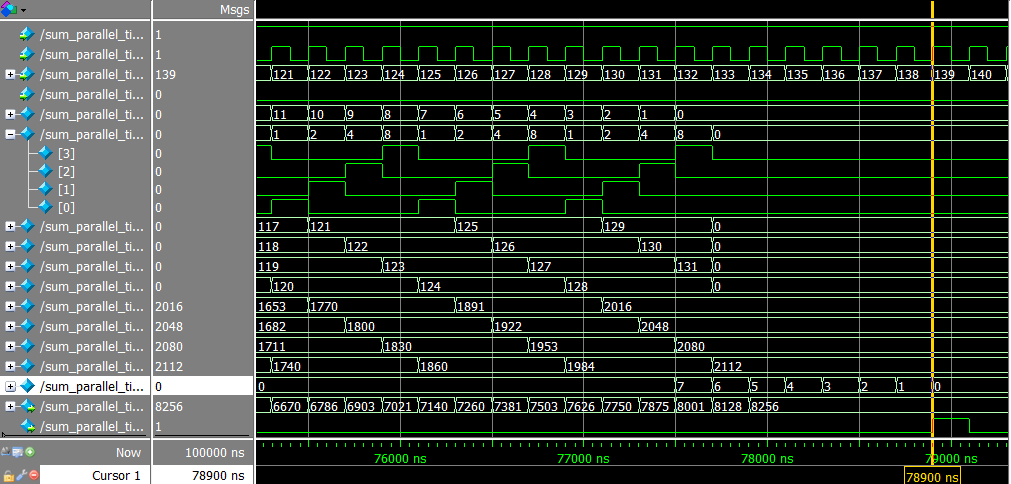 Msgs
/sum_parallel_ti... 1
/sum_parallel_ti... 1
/sum_parallel_ti... 139 121 122 123 124 125 126 127 128 129 130 131 132 133 134 135 136 137 138 139 140
/sum_parallel_ti... 0
/sum_parallel_ti... 0 11 10 9 8 7 6 5 4 3 2 1 0
/sum_parallel_ti... 0 1 2 4 8 1 2 4 8 1 2 4 8 0
[3] 0
[2] 0
[1] 0
[0] 0
/sum_parallel_ti... 0 117 121 125 129 0
/sum_parallel_ti... 0 118 122 126 130 0
/sum_parallel_ti... 0 119 123 127 131 0
/sum_parallel_ti... 0 120 124 128 0
/sum_parallel_ti... 2016 1653 1770 1891 2016
/sum_parallel_ti... 2048 1682 1800 1922 2048
/sum_parallel_ti... 2080 1711 1830 1953 2080
/sum_parallel_ti... 2112 1740 1860 1984 2112
/sum_parallel_ti... 0 0 7 6 5 4 3 2 1 0
/sum_parallel_ti... 8256 6670 6786 6903 7021 7140 7260 7381 7503 7626 7750 7875 8001 8128 8256
/sum_parallel_ti... 1
Now 100000 ns 76000 ns 77000 ns 78000 ns 79000 ns
Cursor 1 78900 ns 78900 ns